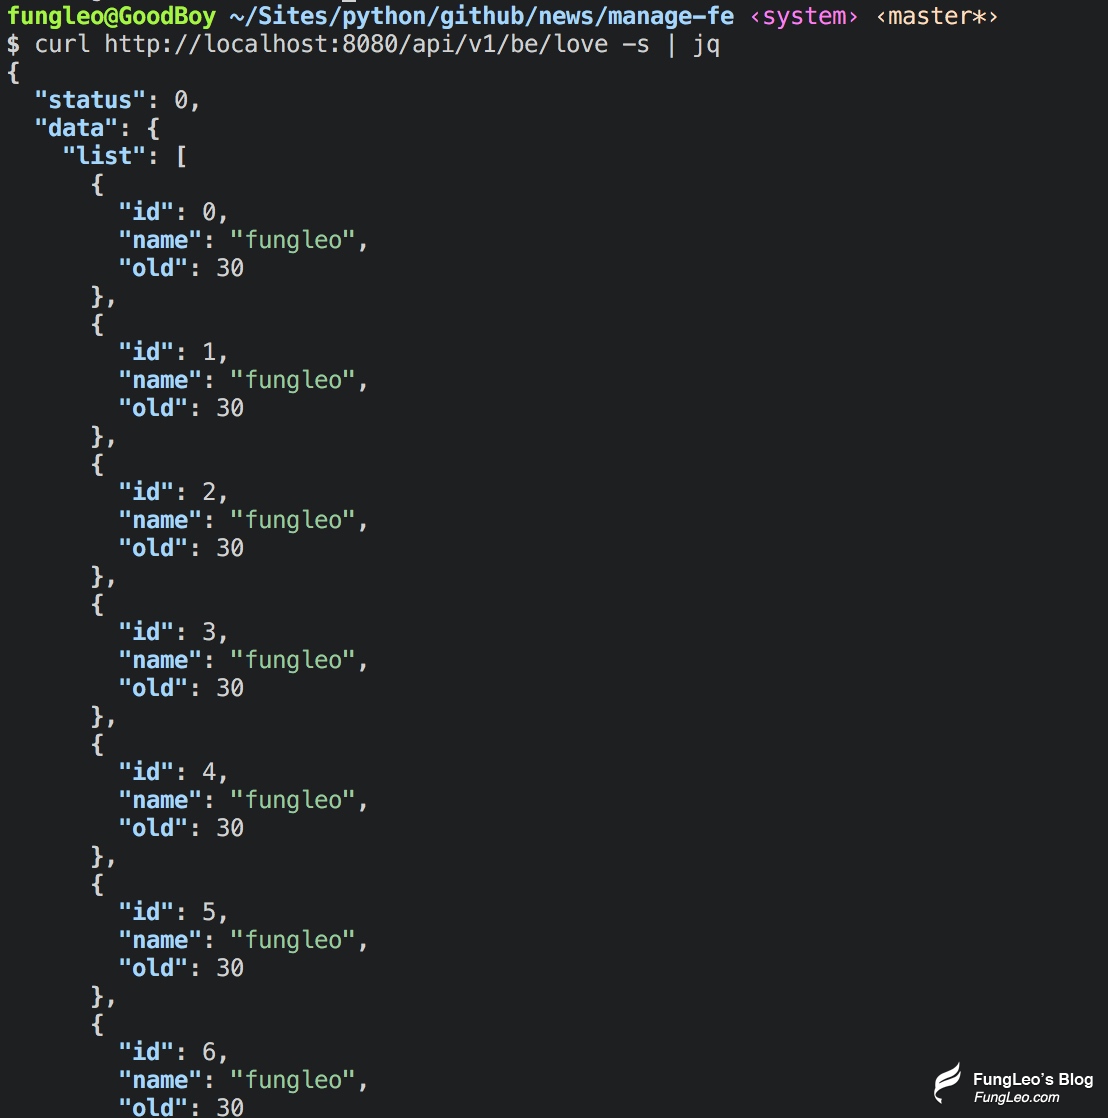 fungleo@GoodBoy ~/Sites/python/github/news/manage-fe ‹system› ‹master*›
$ curl http://localhost:8080/api/v1/be/love -s | jq
{
  "status": 0,
  "data": {
    "list": [
      {
        "id": 0,
        "name": "fungleo",
        "old": 30
      },
      {
        "id": 1,
        "name": "fungleo",
        "old": 30
      },
      {
        "id": 2,
        "name": "fungleo",
        "old": 30
      },
      {
        "id": 3,
        "name": "fungleo",
        "old": 30
      },
      {
        "id": 4,
        "name": "fungleo",
        "old": 30
      },
      {
        "id": 5,
        "name": "fungleo",
        "old": 30
      },
      {
        "id": 6,
        "name": "fungleo",
        "old": 30
FungLeo's Blog
FungLeo.com